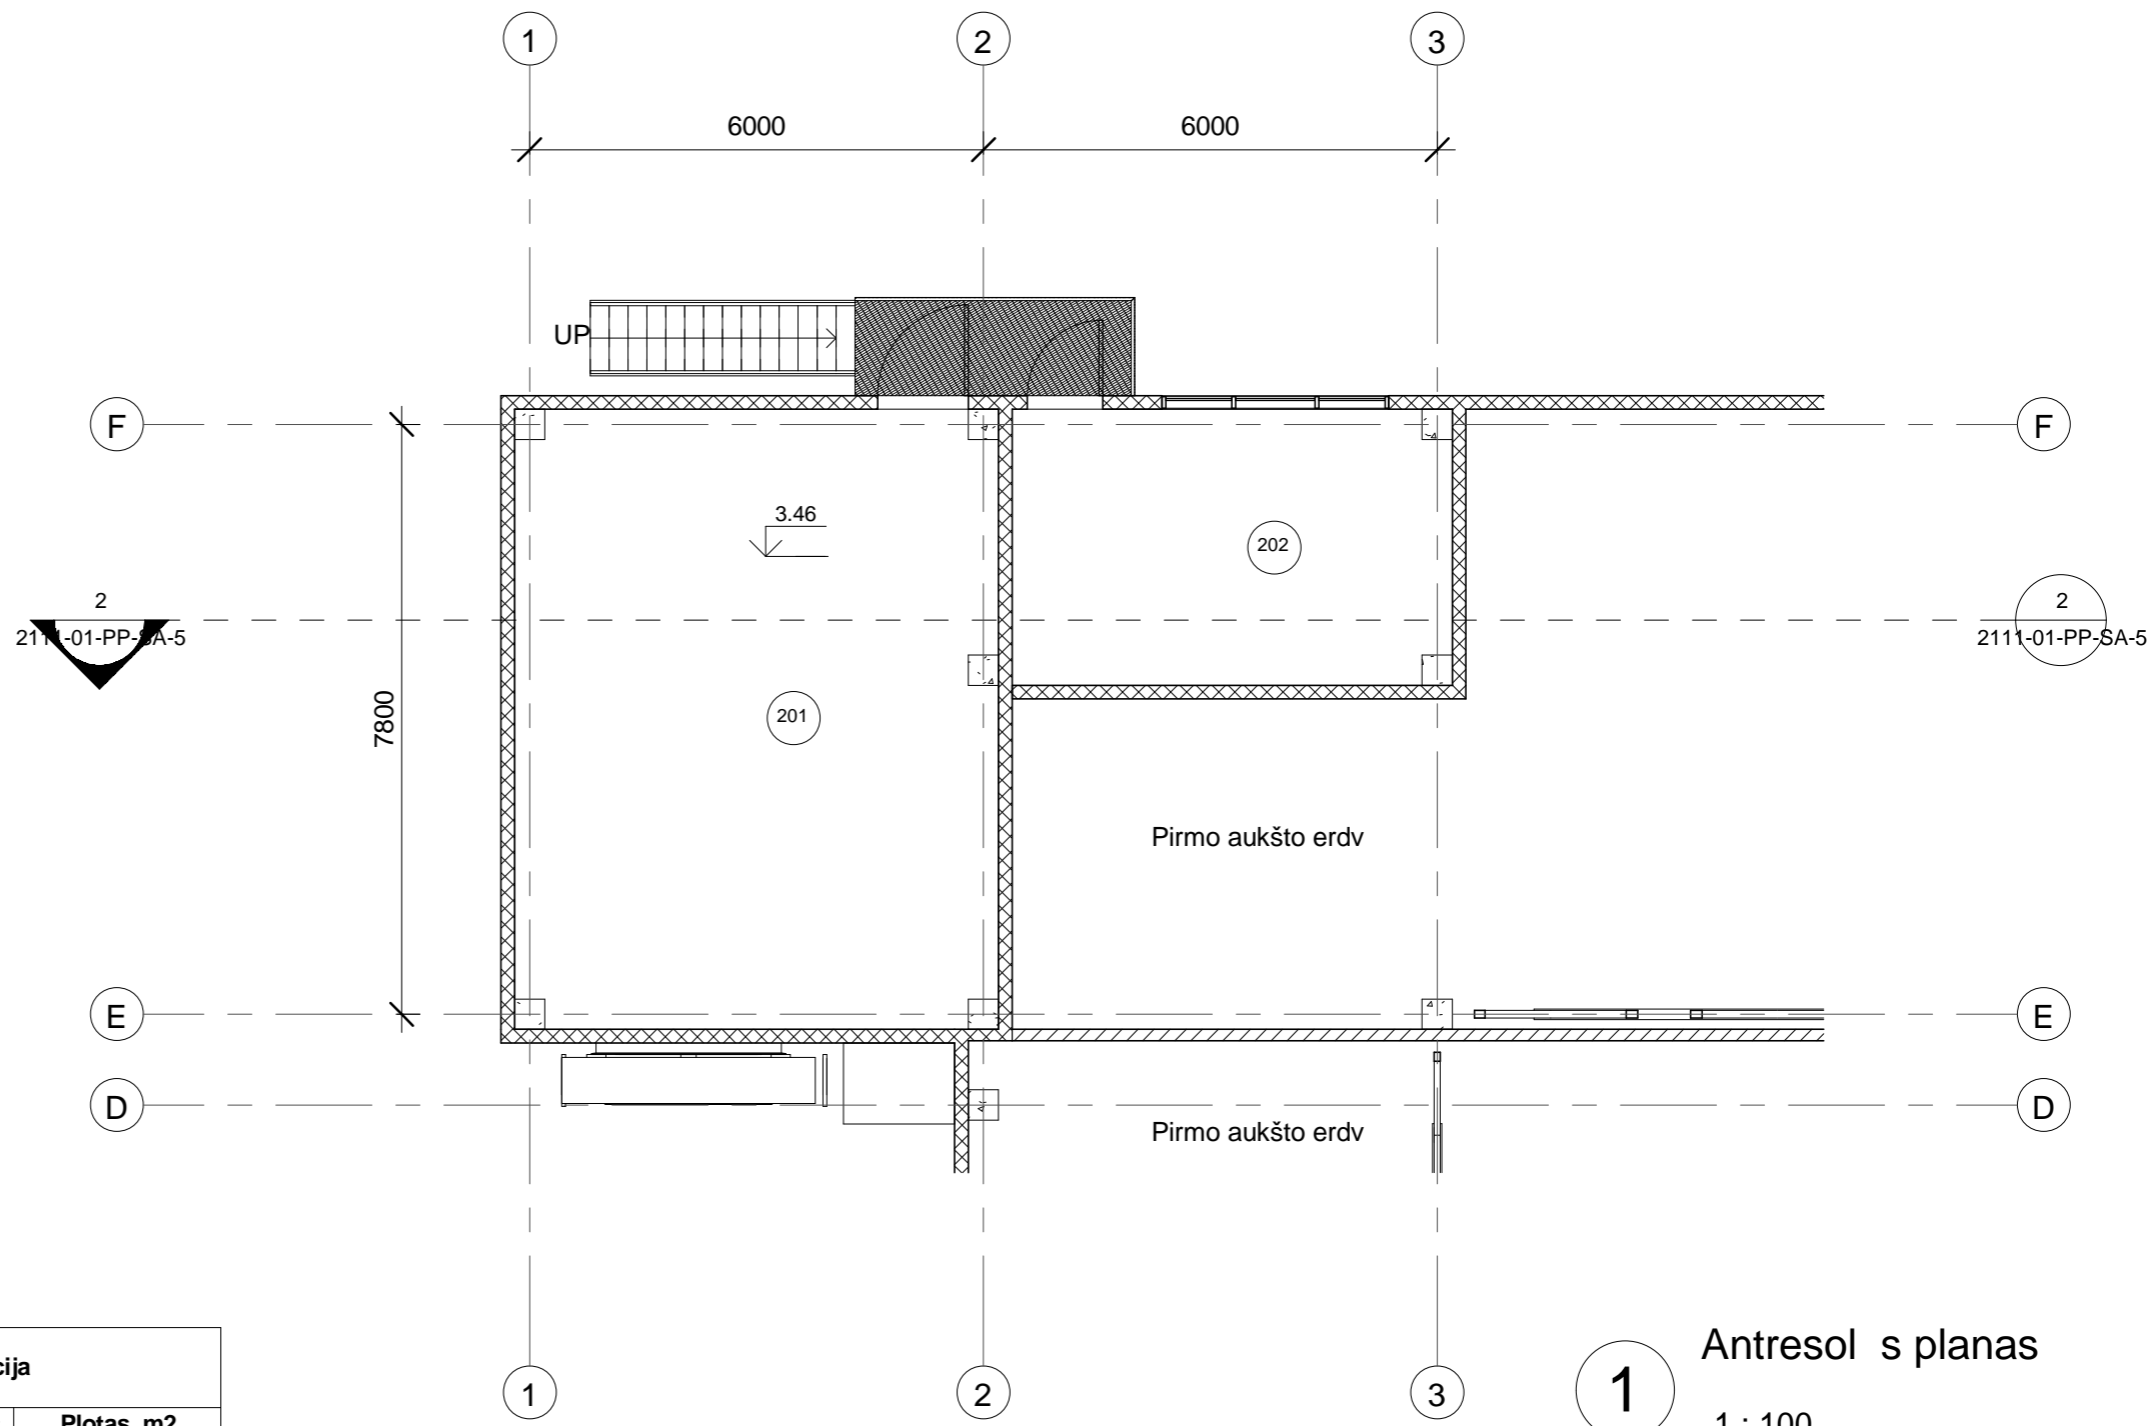 1 2 3
6000 6000
UP
F F
3.46
202
2 2
2111-01-PP-SA-5 2111-01-PP-SA-5
7800
201
Pirmo aukšto erdv
E E
D D
Pirmo aukšto erdv
cija
Plotas, m2
1 2 3
1 Antresol s planas
1 : 100